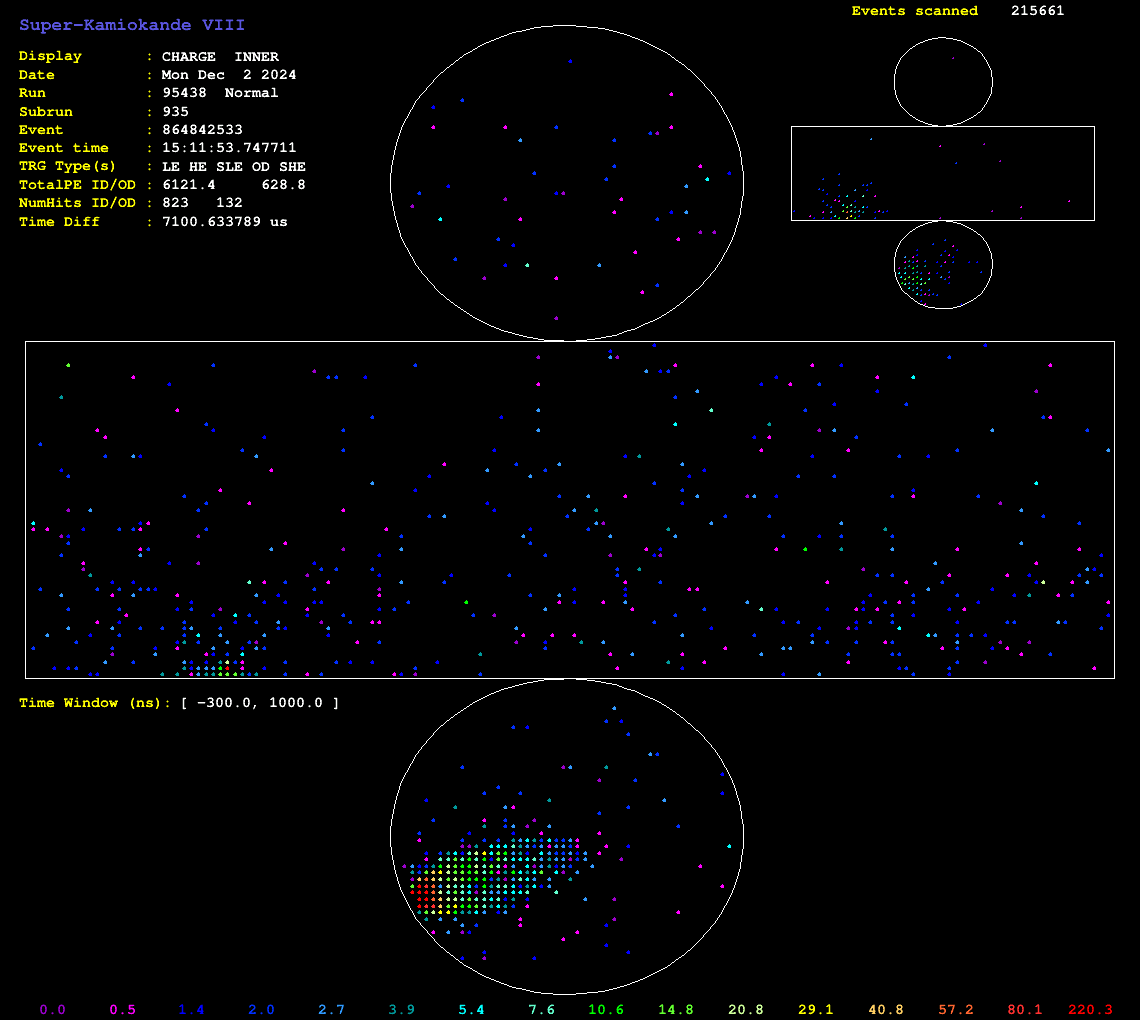 Super-Kamiokande VIII
Events scanned 215661
Display : CHARGE INNER
Date : Mon Dec 2 2024
Run : 95438 Normal
Subrun : 935
Event : 864842533
Event time : 15:11:53.747711
TRG Type(s) : LE HE SLE OD SHE
TotalPE ID/OD : 6121.4 628.8
NumHits ID/OD : 823 132
Time Diff : 7100.633789 us
Time Window (ns): [ -300.0, 1000.0 ]
0.0 0.5 1.4 2.0 2.7 3.9 5.4 7.6 10.6 14.8 20.8 29.1 40.8 57.2 80.1 220.3